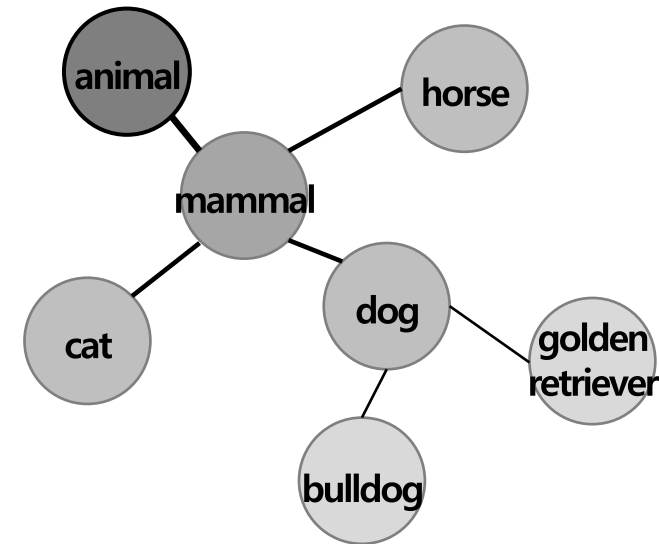 animal
horse
mammal
dog
cat
golden
retriever
bulldog